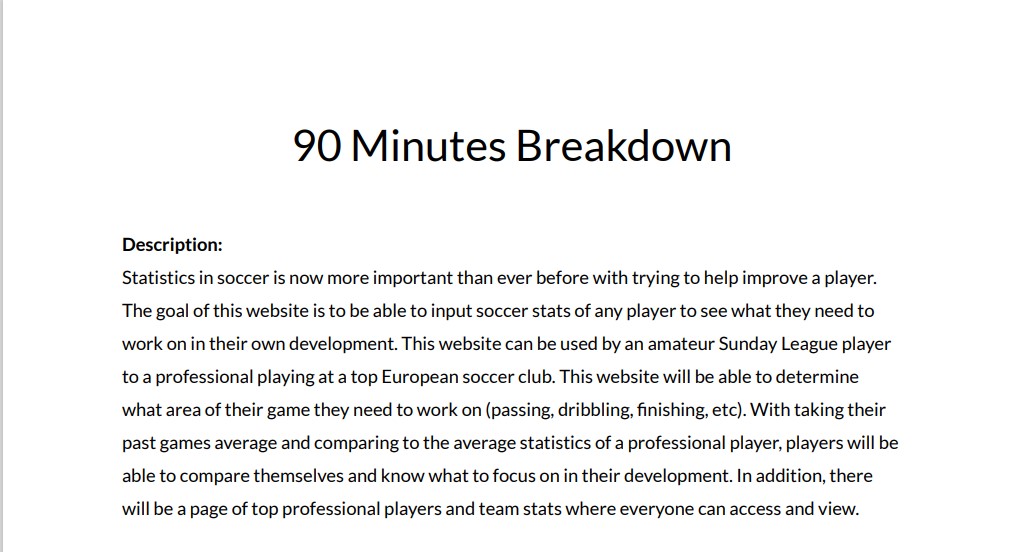 90 Minutes Breakdown
Description:
Statistics in soccer is now more important than ever before with trying to help improve a player.
The goal of this website is to be able to input soccer stats of any player to see what they need to
work on in their own development. This website can be used by an amateur Sunday League player
to a professional playing at a top European soccer club. This website will be able to determine
what area of their game they need to work on (passing, dribbling, finishing, etc). With taking their
past games average and comparing to the average statistics of a professional player, players will be
able to compare themselves and know what to focus on in their development. In addition, there
will be a page of top professional players and team stats where everyone can access and view.